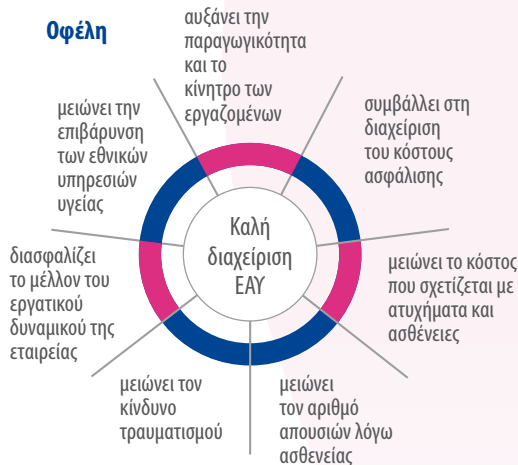 Οφέλη
αυξάνει την
παραγωγικότητα
και το
κίνητρο των
εργαζομένων
συμβάλλει στη
διαχείριση
του κόστους
ασφάλισης
μειώνει το κόστος
που σχετίζεται με
ατυχήματα και
ασθένειες
μειώνει
τον αριθμό
απουσιών λόγω
ασθενείας
μειώνει τον
κίνδυνο
τραυματισμού
διασφαλίζει
το μέλλον του
εργατικού
δυναμικού της
εταιρείας
μειώνει την
επιβάρυνση
των εθνικών
υπηρεσιών
υγείας
Καλή
διαχείριση
ΕΑΥ